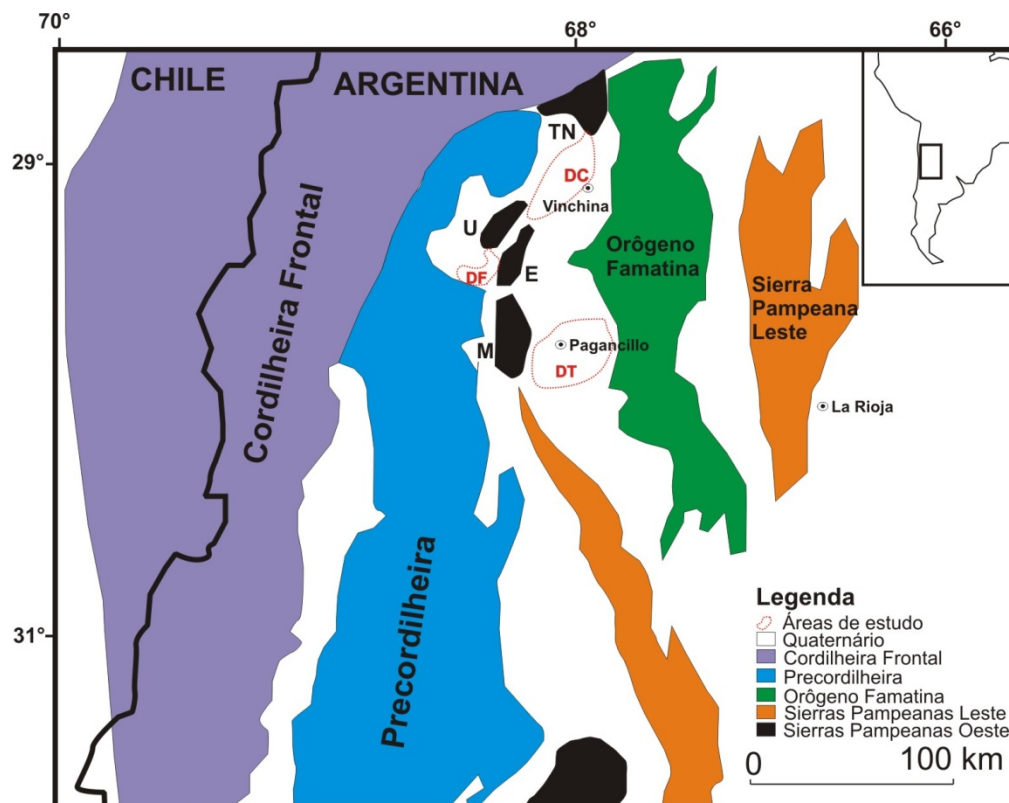 70°
68°
66°
CHILE
ARGENTINA
29°
TN
DC
Vinchina
U
DF
E
Orôgeno
Famatina
Sierra
Pampeana
Leste
Cordilheira Frontal
M
Pagancillo
DT
La Rioja
Precordilheira
31°
Legenda
Áreas de estudo
Quaternário
Cordilheira Frontal
Precordilheira
Orôgeno Famatina
Sierras Pampeanas Leste
Sierras Pampeanas Oeste
0 100 km